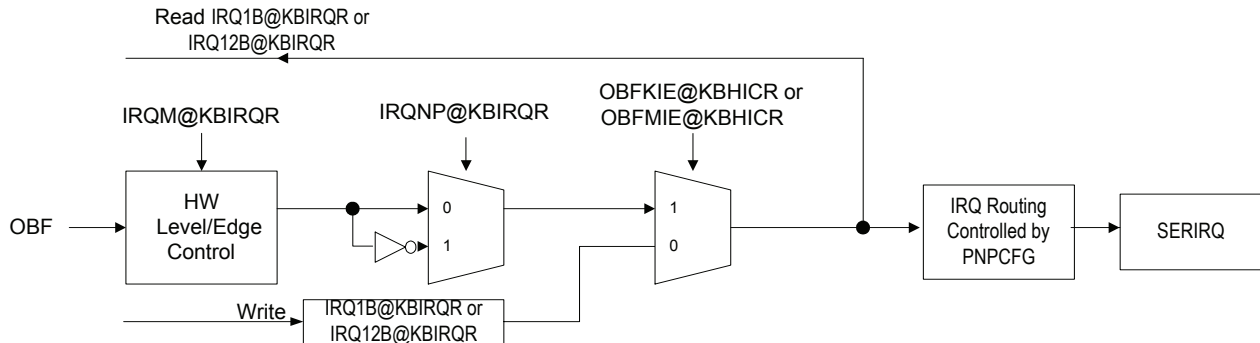 Read IRQ1B@KBIRQR or
IRQ12B@KBIRQR
IRQM@KBIRQR
IRQNP@KBIRQR
OBFKIE@KBHICR or
OBFMIE@KBHICR
OBF
HW
Level/Edge
Control
0
1
1
0
IRQ Routing
Controlled by
PNPCFG
SERIRQ
Write
IRQ1B@KBIRQR or
IRQ12B@KBIRQR